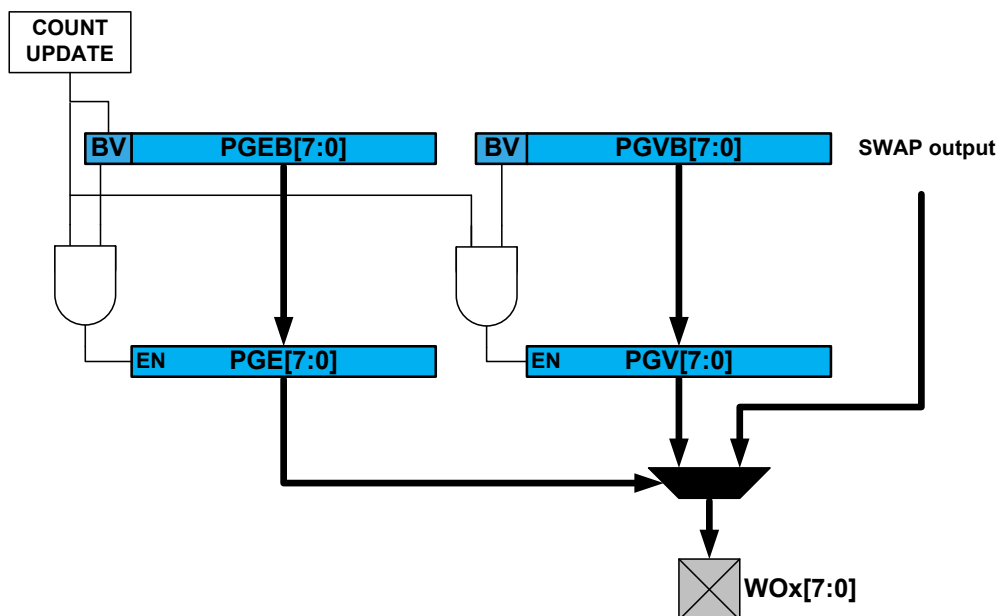 COUNT
UPDATE
BV PGEB[7:0] BV PGVB[7:0] SWAP output
EN PGE[7:0] EN PGV[7:0]
WOx[7:0]